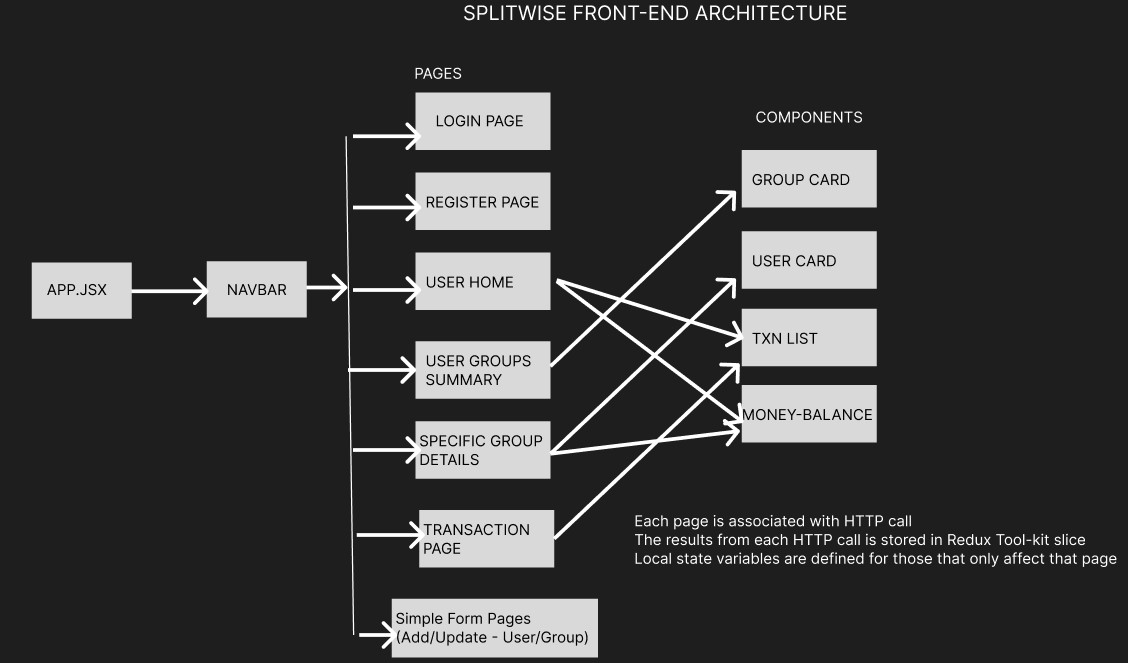 SPLITWISE FRONT-END ARCHITECTURE
PAGES
LOGIN PAGE
REGISTER PAGE
USER HOME
USER GROUPS
SUMMARY
SPECIFIC GROUP
DETAILS
TRANSACTION
PAGE
Simple Form Pages
(Add/Update - User/Group)
APP.JSX
NAVBAR
COMPONENTS
GROUP CARD
USER CARD
TXN LIST
MONEY-BALANCE
Each page is associated with HTTP call
The results from each HTTP call is stored in Redux Tool-kit slice
Local state variables are defined for those that only affect that page